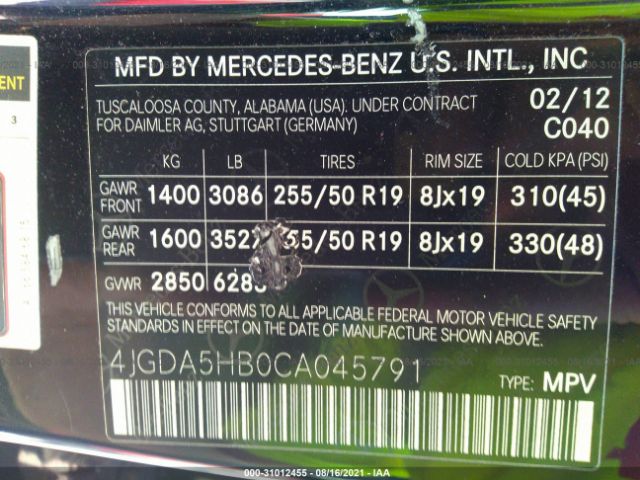 MFD BY MERCEDES-BENZ U.S. INTL., INC
TUSCALOOSA COUNTY, ALABAMA (USA). UNDER CONTRACT 02/12
FOR DAIMLER AG, STUTTGART (GERMANY) C040
KG LB TIRES RIM SIZE COLD KPA (PSI)
GAWR FRONT 1400 3086 255/50 R19 8Jx19 310(45)
GAWR REAR 1600 8Jx19 330(48)
GVWR 2850
THIS VEHICLE CONFORMS TO ALL APPLICABLE FEDERAL MOTOR VEHICLE SAFETY
STANDARDS IN EFFECT ON THE DATE OF MANUFACTURE SHOWN ABOVE.
4JGDA5HB0CA045791
TYPE: MPV
000-31012455 - 08/16/2021 - IAA